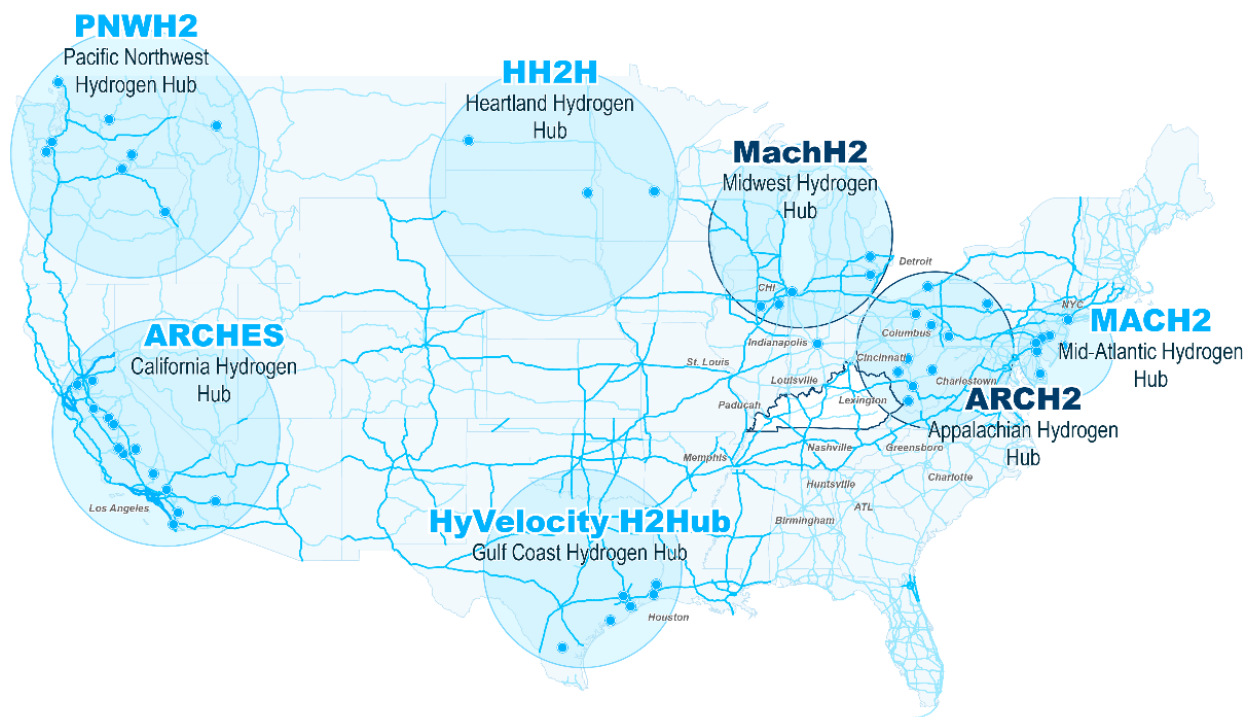 PNWH2
Pacific Northwest
Hydrogen Hub
HH2H
Heartland Hydrogen
Hub
MachH2
Midwest Hydrogen
Hub
Detroit
CHI
NYC
ARCHES
California Hydrogen
Hub
MACH2
Mid-Atlantic Hydrogen
Hub
Columbus
Indianapolis
Cincinnati
St. Louis
Louisville
Charlestown
Paducah
Lexington
ARCH2
Appalachian Hydrogen
Hub
Nashville
Greensboro
Memphis
Huntsville
Charlotte
Los Angeles
ATL
Birmingham
HyVelocity H2Hub
Gulf Coast Hydrogen Hub
Houston